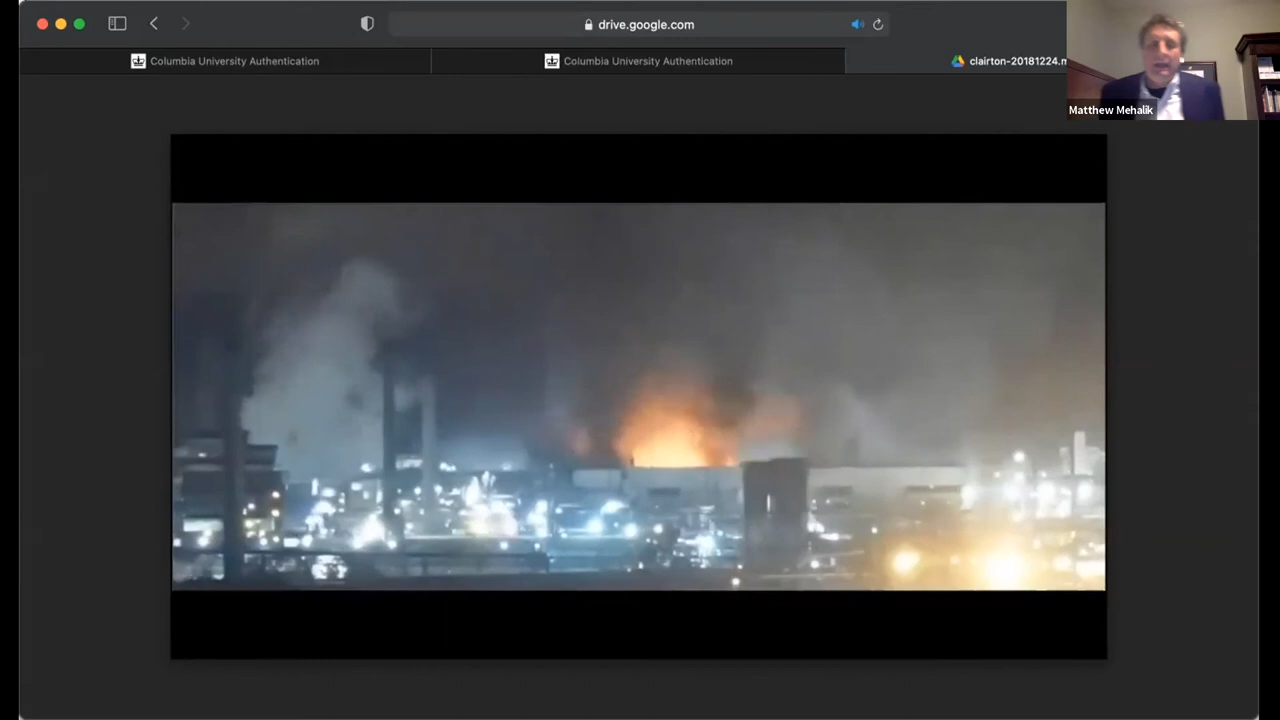 drive.google.com
Columbia University Authentication
Columbia University Authentication
clairton-20181224.m
Matthew Mehalik